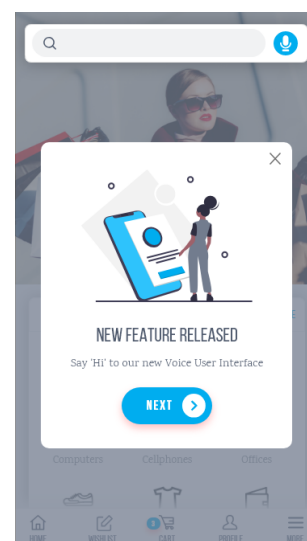 NEW FEATURE RELEASED
Say 'Hi' to our new Voice User Interface
NEXT
Computers
Cellphones
Offices
HOME
WISHLIST
CART
PROFILE
MORE